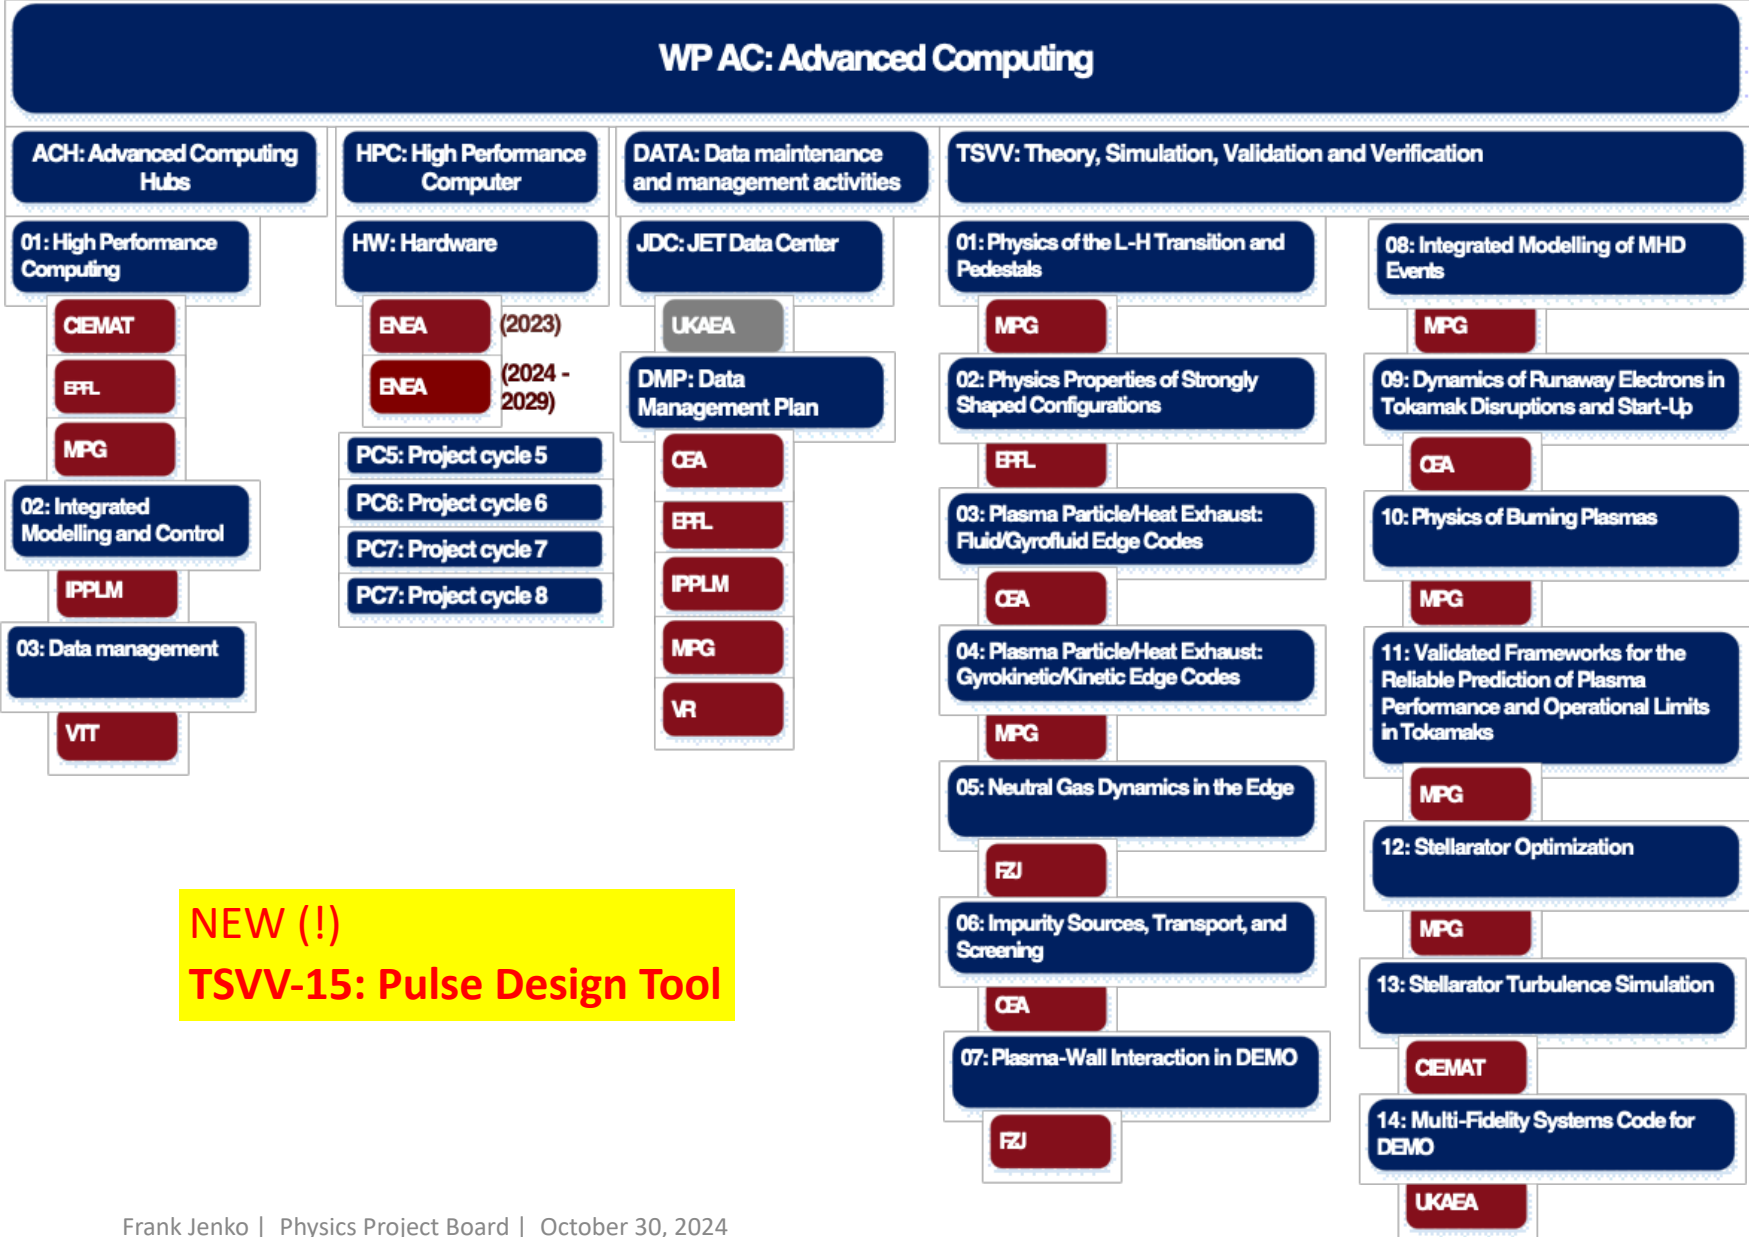 WP AC: Advanced Computing
ACH: Advanced Computing
Hubs
01: High Performance
Computing
CIEMAT
EPFL
MPG
02: Integrated
Modelling and Control
IPPLM
03: Data management
VTT
HPC: High Performance
Computer
HW: Hardware
ENEA
(2023)
ENEA
(2024 -
2029)
PC5: Project cycle 5
PC6: Project cycle 6
PC7: Project cycle 7
PC7: Project cycle 8
DATA: Data maintenance
and management activities
JDC: JET Data Center
UKAEA
DMP: Data
Management Plan
CEA
EPFL
IPPLM
MPG
VR
TSVV: Theory, Simulation, Validation and Verification
01: Physics of the L-H Transition and
Pedestals
MPG
02: Physics Properties of Strongly
Shaped Configurations
EPFL
03: Plasma Particle/Heat Exhaust:
Fluid/Gyrofluid Edge Codes
CEA
04: Plasma Particle/Heat Exhaust:
Gyrokinetic/Kinetic Edge Codes
MPG
05: Neutral Gas Dynamics in the Edge
FZJ
06: Impurity Sources, Transport, and
Screening
CEA
07: Plasma-Wall Interaction in DEMO
FZJ
08: Integrated Modelling of MHD
Events
MPG
09: Dynamics of Runaway Electrons in
Tokamak Disruptions and Start-Up
CEA
10: Physics of Burning Plasmas
MPG
11: Validated Frameworks for the
Reliable Prediction of Plasma
Performance and Operational Limits
in Tokamaks
MPG
12: Stellarator Optimization
MPG
13: Stellarator Turbulence Simulation
CIEMAT
14: Multi-Fidelity Systems Code for
DEMO
UKAEA
NEW (!)
TSVV-15: Pulse Design Tool
Frank Jenko | Physics Project Board | October 30, 2024